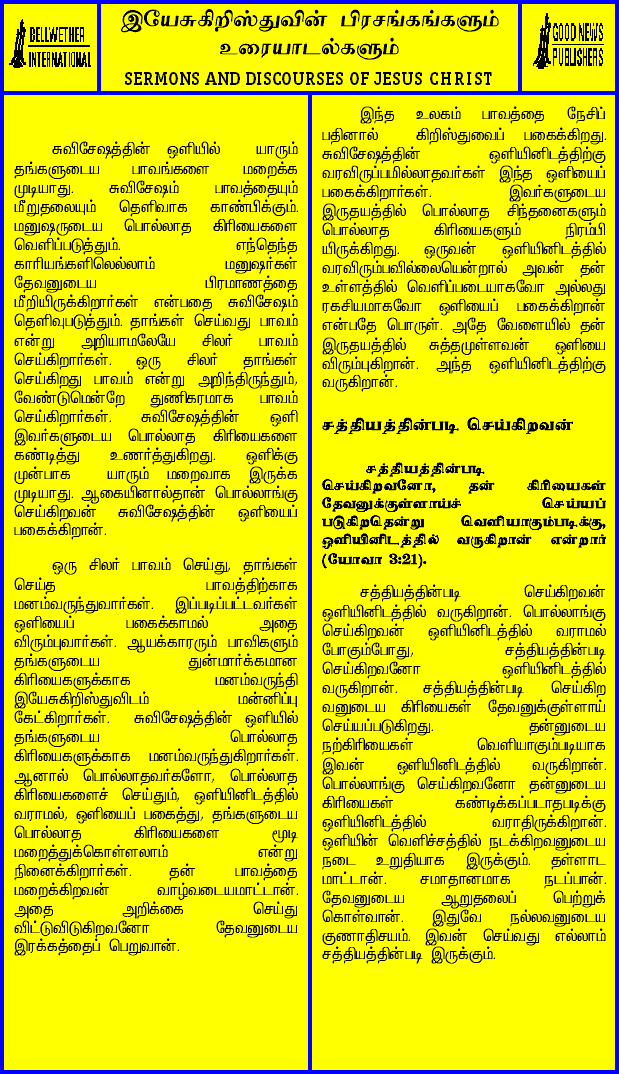 BELLWETHER
INTERNATIONAL
இயேசுகிறிஸ்துவின் பிரசங்கங்களும்
உரையாடல்களும்
SERMONS AND DISCOURSES OF JESUS CHRIST
GOOD NEWS
PUBLISHERS
சுவிசேஷத்தின் ஒளியில் யாரும்
தங்களுடைய பாவங்களை மறைக்க
முடியாது. சுவிசேஷம் பாவத்தையும்
மீறுதலையும் தெளிவாக காண்பிக்கும்.
மனுஷருடைய பொல்லாத கிரியைகளை
வெளிப்படுத்தும். எந்தெந்த
காரியங்களிலெல்லாம் மனுஷர்கள்
தேவனுடைய பிரமாணத்தை
மீறியிருக்கிறார்கள் என்பதை சுவிசேஷம்
தெளிவுபடுத்தும். தாங்கள் செய்வது பாவம்
என்று அறியாமலேயே சிலர் பாவம்
செய்கிறார்கள். ஒரு சிலர் தாங்கள்
செய்கிறது பாவம் என்று அறிந்திருந்தும்,
வேண்டுமென்றே துணிகரமாக பாவம்
செய்கிறார்கள். சுவிசேஷத்தின் ஒளி
இவர்களுடைய பொல்லாத கிரியைகளை
கண்டித்து உணர்த்துகிறது. ஒளிக்கு
முன்பாக யாரும் மறைவாக இருக்க
முடியாது. ஆகையினால்தான் பொல்லாங்கு
செய்கிறவன் சுவிசேஷத்தின் ஒளியைப்
பகைக்கிறான்.
ஒரு சிலர் பாவம் செய்து, தாங்கள்
செய்த பாவத்திற்காக
மனம்வருந்துவார்கள். இப்படிப்பட்டவர்கள்
ஒளியைப் பகைக்காமல் அதை
விரும்புவார்கள். ஆயக்காரரும் பாவிகளும்
தங்களுடைய துன்மார்க்கமான
கிரியைகளுக்காக மனம்வருந்தி
இயேசுகிறிஸ்துவிடம் மன்னிப்பு
கேட்கிறார்கள். சுவிசேஷத்தின் ஒளியில்
தங்களுடைய பொல்லாத
கிரியைகளுக்காக மனம்வருந்துகிறார்கள்.
ஆனால் பொல்லாதவர்களோ, பொல்லாத
கிரியைகளைச் செய்தும், ஒளியினிடத்தில்
வராமல், ஒளியைப் பகைத்து, தங்களுடைய
பொல்லாத கிரியைகளை மூடி
மறைத்துக்கொள்ளலாம் என்று
நினைக்கிறார்கள். தன் பாவத்தை
மறைக்கிறவன் வாழ்வடையமாட்டான்.
அதை அறிக்கை செய்து
விட்டுவிடுகிறவனோ தேவனுடைய
இரக்கத்தைப் பெறுவான்.
இந்த உலகம் பாவத்தை நேசிப்
பதினால் கிறிஸ்துவைப் பகைக்கிறது.
சுவிசேஷத்தின் ஒளியினிடத்திற்கு
வரவிருப்பமில்லாதவர்கள் இந்த ஒளியைப்
பகைக்கிறார்கள். இவர்களுடைய
இருதயத்தில் பொல்லாத சிந்தனைகளும்
பொல்லாத கிரியைகளும் நிரம்பி
யிருக்கிறது. ஒருவன் ஒளியினிடத்தில்
வரவிரும்பவில்லையென்றால் அவன் தன்
உள்ளத்தில் வெளிப்படையாகவோ அல்லது
ரகசியமாகவோ ஒளியைப் பகைக்கிறான்
என்பதே பொருள். அதே வேளையில் தன்
இருதயத்தில் சுத்தமுள்ளவன் ஒளியை
விரும்புகிறான். அந்த ஒளியினிடத்திற்கு
வருகிறான்.
சத்தியத்தின்படி செய்கிறவன்
சத்தியத்தின்படி
செய்கிறவனோ, தன் கிரியைகள்
தேவனுக்குள்ளாய்ச் செய்யப்
படுகிறதென்று வெளியாகும்படிக்கு,
ஒளியினிடத்தில் வருகிறான் என்றார்
(யோவா 3:21).
சத்தியத்தின்படி செய்கிறவன்
ஒளியினிடத்தில் வருகிறான். பொல்லாங்கு
செய்கிறவன் ஒளியினிடத்தில் வராமல்
போகும்போது, சத்தியத்தின்படி
செய்கிறவனோ ஒளியினிடத்தில்
வருகிறான். சத்தியத்தின்படி செய்கிற
வனுடைய கிரியைகள் தேவனுக்குள்ளாய்
செய்யப்படுகிறது. தன்னுடைய
நற்கிரியைகள் வெளியாகும்படியாக
இவன் ஒளியினிடத்தில் வருகிறான்.
பொல்லாங்கு செய்கிறவனோ தன்னுடைய
கிரியைகள் கண்டிக்கப்படாதபடிக்கு
ஒளியினிடத்தில் வராதிருக்கிறான்.
ஒளியின் வெளிச்சத்தில் நடக்கிறவனுடைய
நடை உறுதியாக இருக்கும். தள்ளாட
மாட்டான். சமாதானமாக நடப்பான்.
தேவனுடைய ஆறுதலைப் பெற்றுக்
கொள்வான். இதுவே நல்லவனுடைய
குணாதிசயம். இவன் செய்வது எல்லாம்
சத்தியத்தின்படி இருக்கும்.